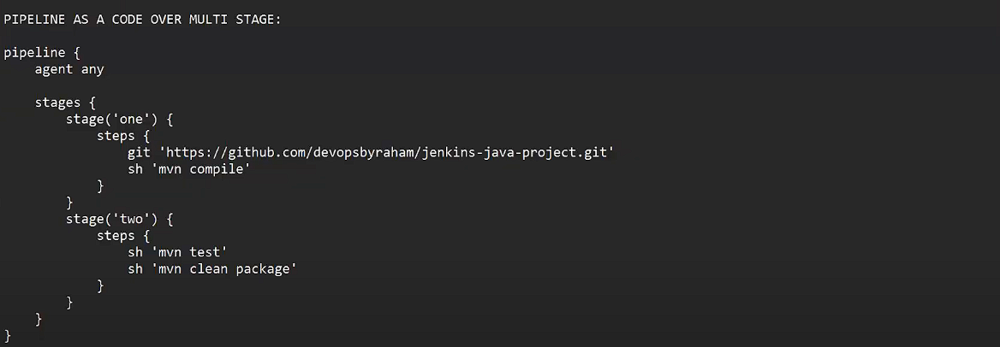 PIPELINE AS A CODE OVER MULTI STAGE:
pipeline {
    agent any
    stages {
        stage('one') {
            steps {
                git 'https://github.com/devopsbyraham/jenkins-java-project.git'
                sh 'mvn compile'
            }
        }
        stage('two') {
            steps {
                sh 'mvn test'
                sh 'mvn clean package'
            }
        }
    }
}